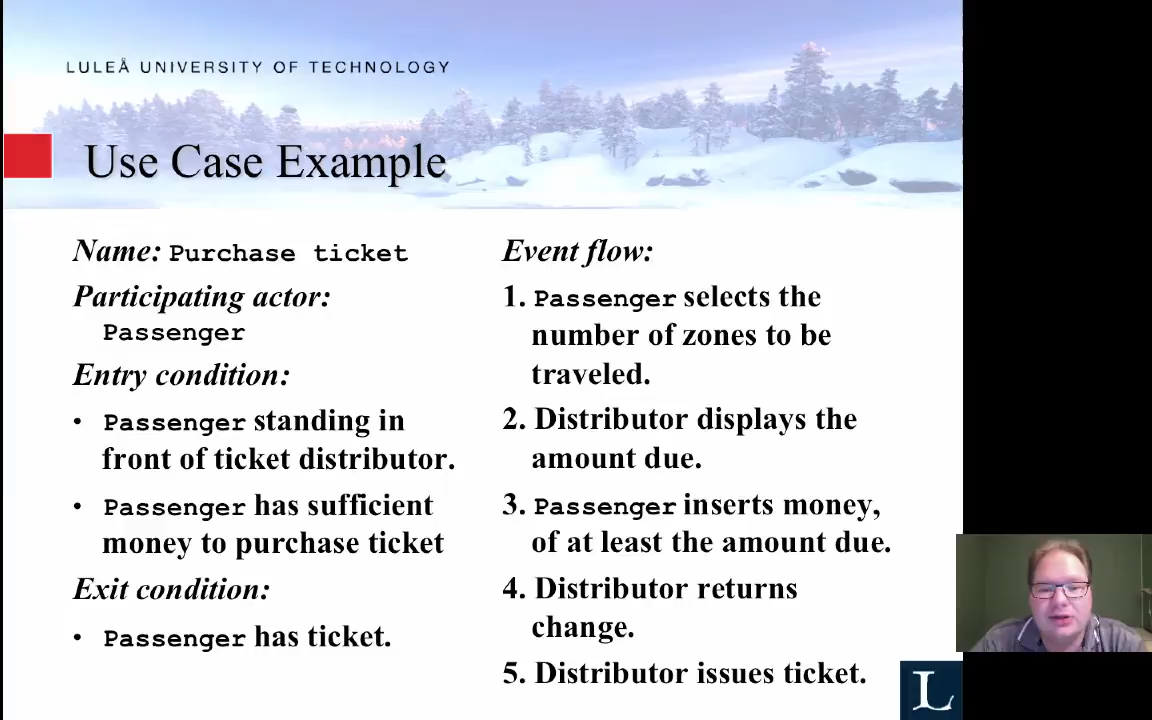 LULEÅ UNIVERSITY OF TECHNOLOGY
Use Case Example
Name: Purchase ticket
Participating actor:
Passenger
Entry condition:
• Passenger standing in
front of ticket distributor.
• Passenger has sufficient
money to purchase ticket
Exit condition:
• Passenger has ticket.
Event flow:
1. Passenger selects the
number of zones to be
traveled.
2. Distributor displays the
amount due.
3. Passenger inserts money,
of at least the amount due.
4. Distributor returns
change.
5. Distributor issues ticket.
L